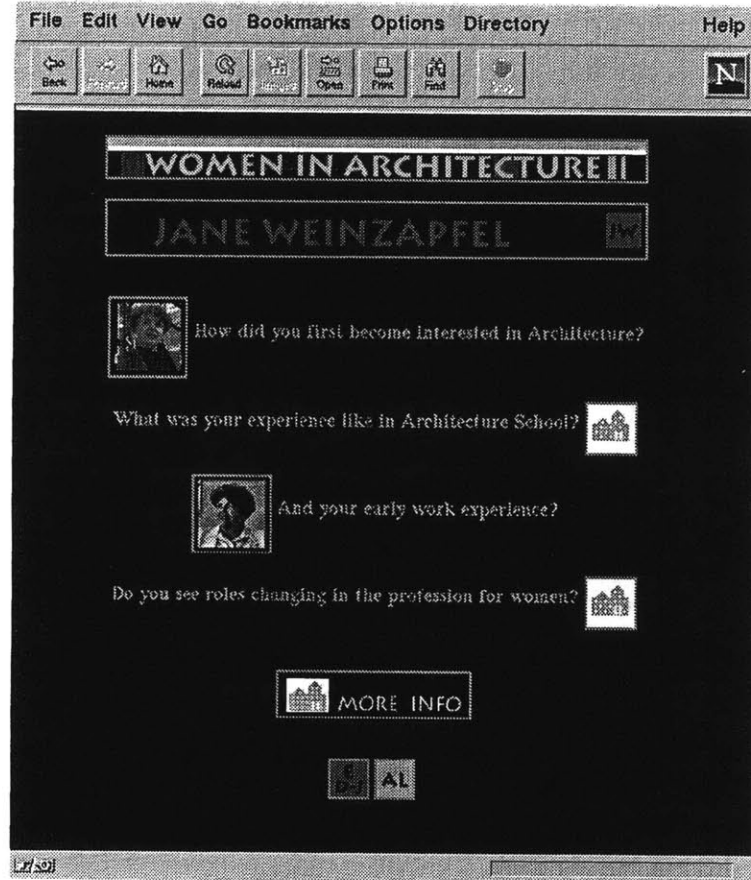 File Edit View Go Bookmarks Options Directory Help
Back Home Reload Open Print Find N
WOMEN IN ARCHITECTURE II
JANE WEINZAPFEL JW
How did you first become interested in Architecture?
What was your experience like in Architecture School?
And your early work experience?
Do you see roles changing in the profession for women?
MORE INFO
AL